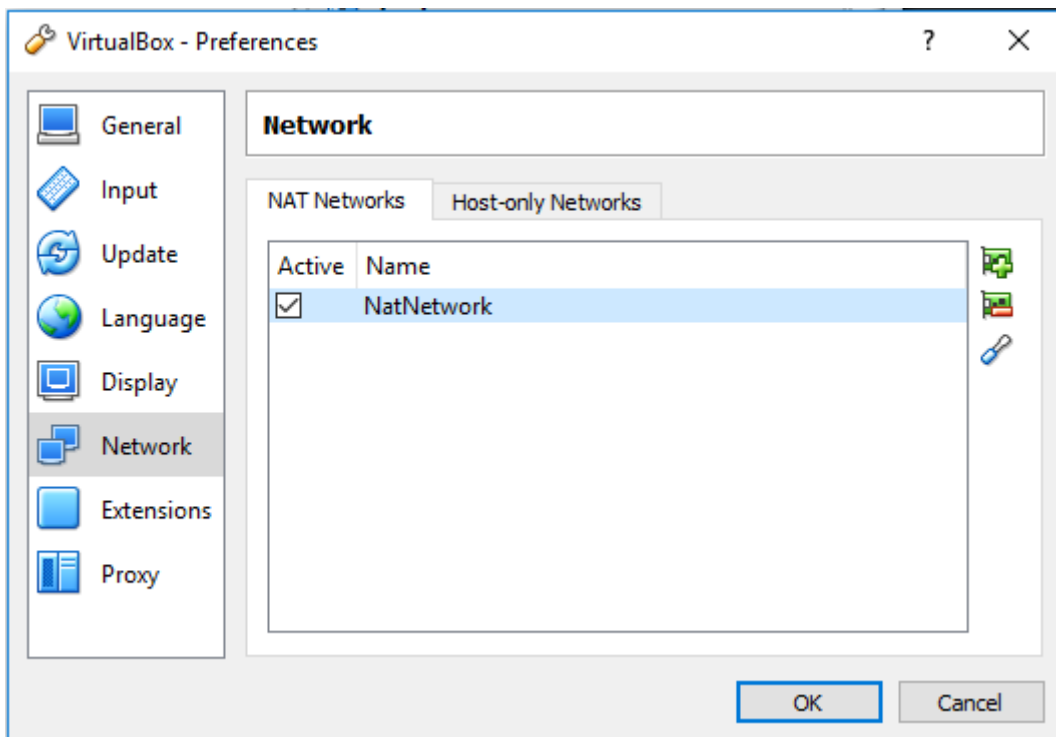 VirtualBox - Preferences ?
General
Input
Update
Language
Display
Network
Extensions
Proxy
Network
NAT Networks Host-only Networks
Active Name
NatNetwork
OK Cancel